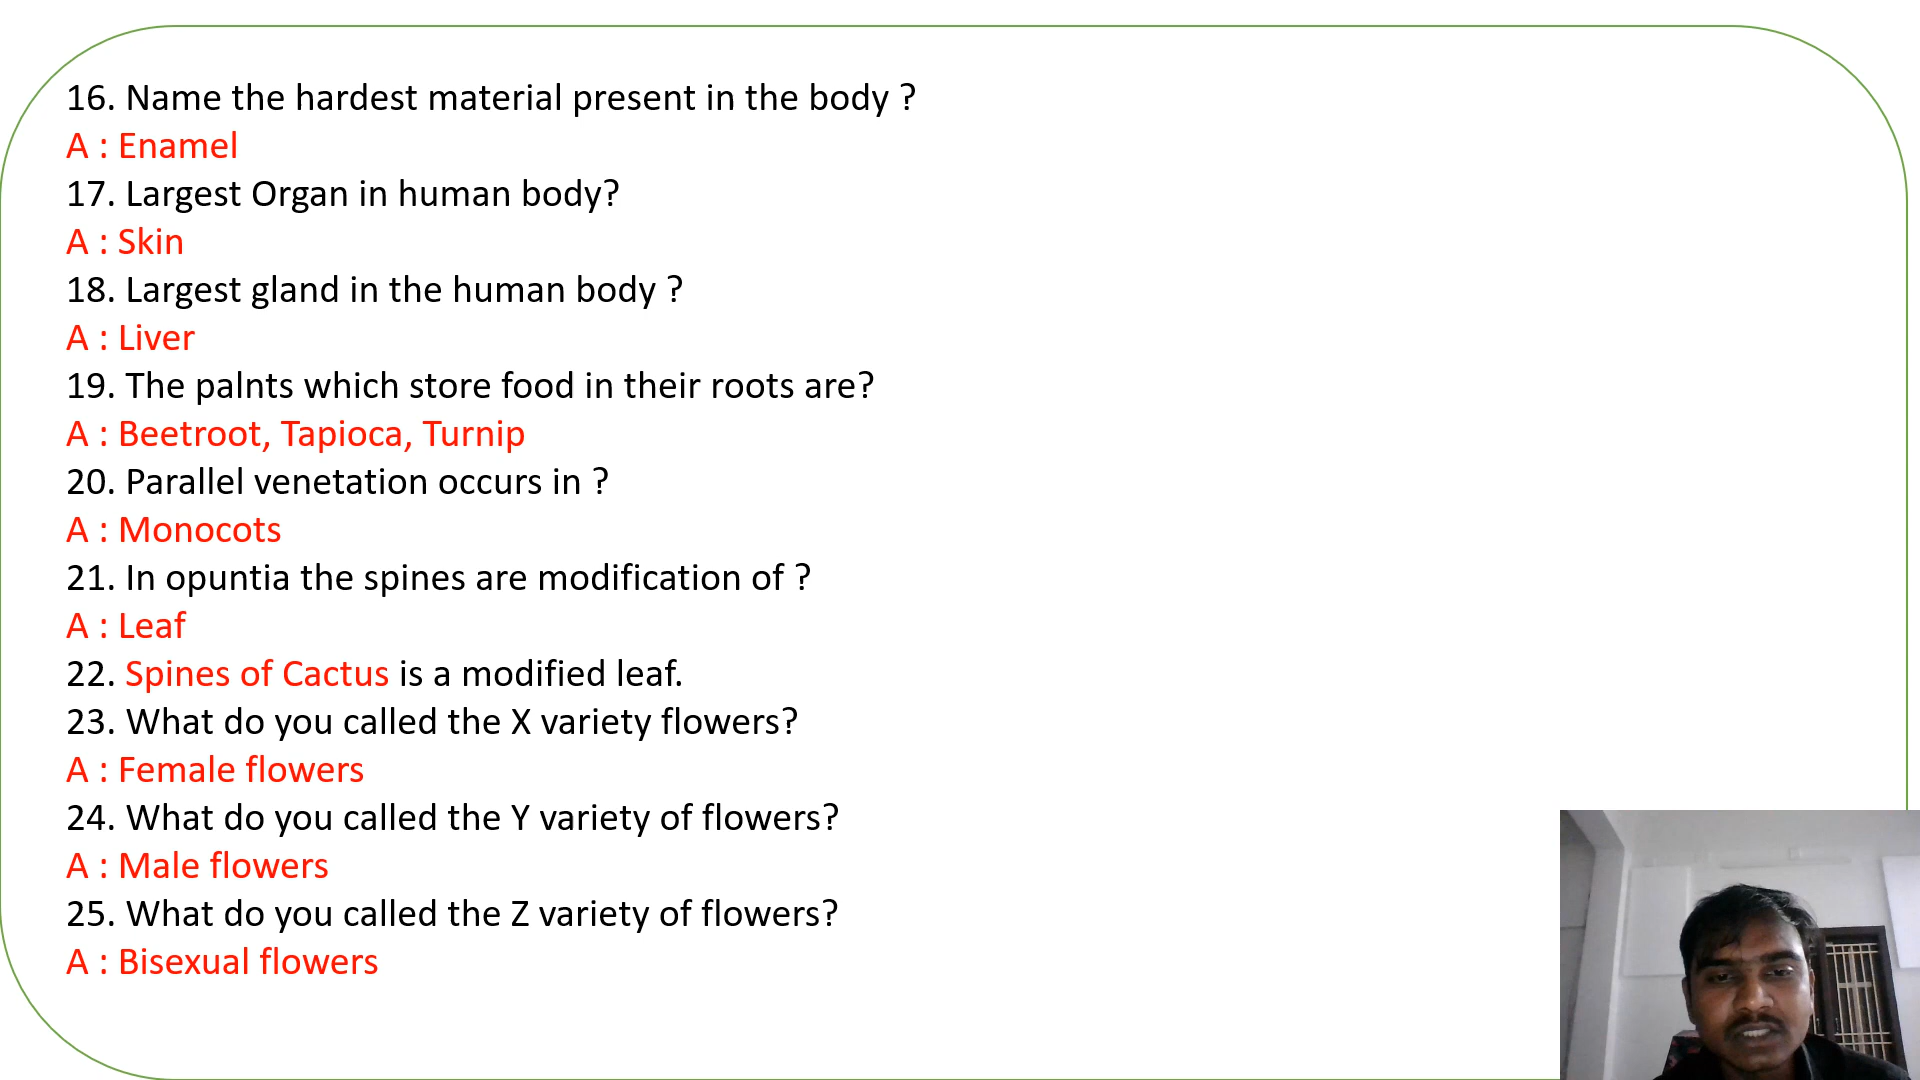 16. Name the hardest material present in the body ?
A : Enamel
17. Largest Organ in human body?
A : Skin
18. Largest gland in the human body ?
A : Liver
19. The palnts which store food in their roots are?
A : Beetroot, Tapioca, Turnip
20. Parallel venetation occurs in ?
A : Monocots
21. In opuntia the spines are modification of ?
A : Leaf
22. Spines of Cactus is a modified leaf.
23. What do you called the X variety flowers?
A : Female flowers
24. What do you called the Y variety of flowers?
A : Male flowers
25. What do you called the Z variety of flowers?
A : Bisexual flowers